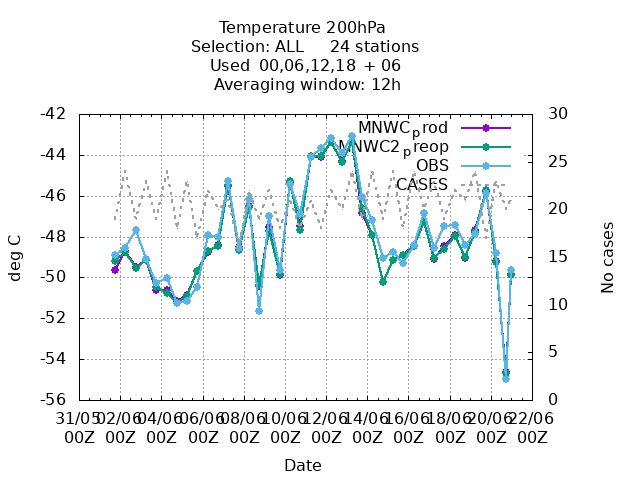 Temperature 200hPa
Selection: ALL 24 stations
Used 00,06,12,18 + 06
Averaging window: 12h
MNWCprod
MNWC2preop
OBS
CASES
-42
-44
-46
-48
-50
-52
-54
-56
deg C
30
25
20
15
10
5
0
No cases
31/05 02/06 04/06 06/06 08/06 10/06 12/06 14/06 16/06 18/06 20/06 22/06
00Z 00Z 00Z 00Z 00Z 00Z 00Z 00Z 00Z 00Z 00Z 00Z
Date